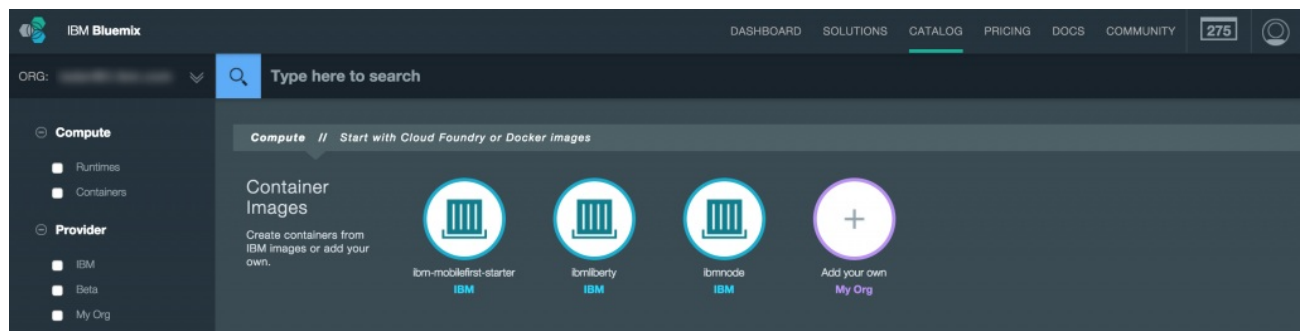 IBM Bluemix
DASHBOARD SOLUTIONS CATALOG PRICING DOCS COMMUNITY 275
ORG:
Type here to search
Compute
Runtimes
Containers
Provider
IBM
Beta
My Org
Compute // Start with Cloud Foundry or Docker images
Container
Images
Create containers from
IBM images or add your
own.
ibm-mobilefirst-starter
IBM
ibmliberty
IBM
ibmnode
IBM
Add your own
My Org